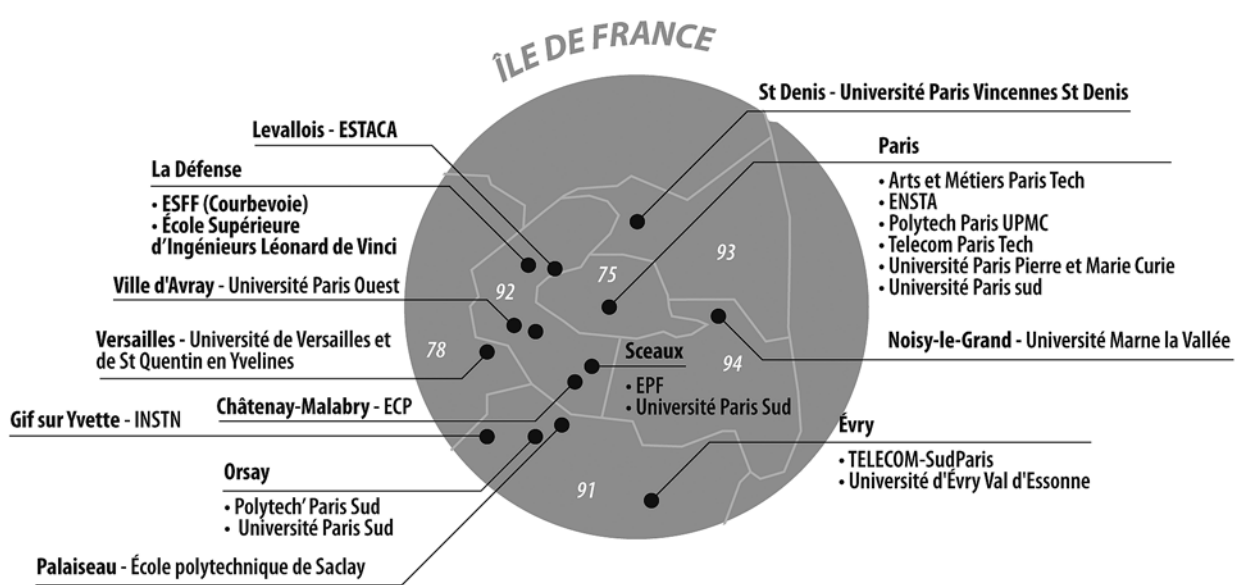 ÎLE DE FRANCE
St Denis - Université Paris Vincennes St Denis
Levallois - ESTACA
Paris
• Arts et Métiers Paris Tech
• ENSTA
• Polytech Paris UPMC
• Telecom Paris Tech
• Université Paris Pierre et Marie Curie
• Université Paris sud
La Défense
• ESFF (Courbevoie)
• École Supérieure
d'Ingénieurs Léonard de Vinci
93
75
92
Ville d'Avray - Université Paris Ouest
Versailles - Université de Versailles et
de St Quentin en Yvelines
78
Noisy-le-Grand - Université Marne la Vallée
94
Sceaux
• EPF
• Université Paris Sud
Châtenay-Malabry - ECP
Gif sur Yvette - INSTN
Évry
• TELECOM-SudParis
• Université d'Évry Val d'Essonne
Orsay
• Polytech' Paris Sud
• Université Paris Sud
91
Palaiseau - École polytechnique de Saclay